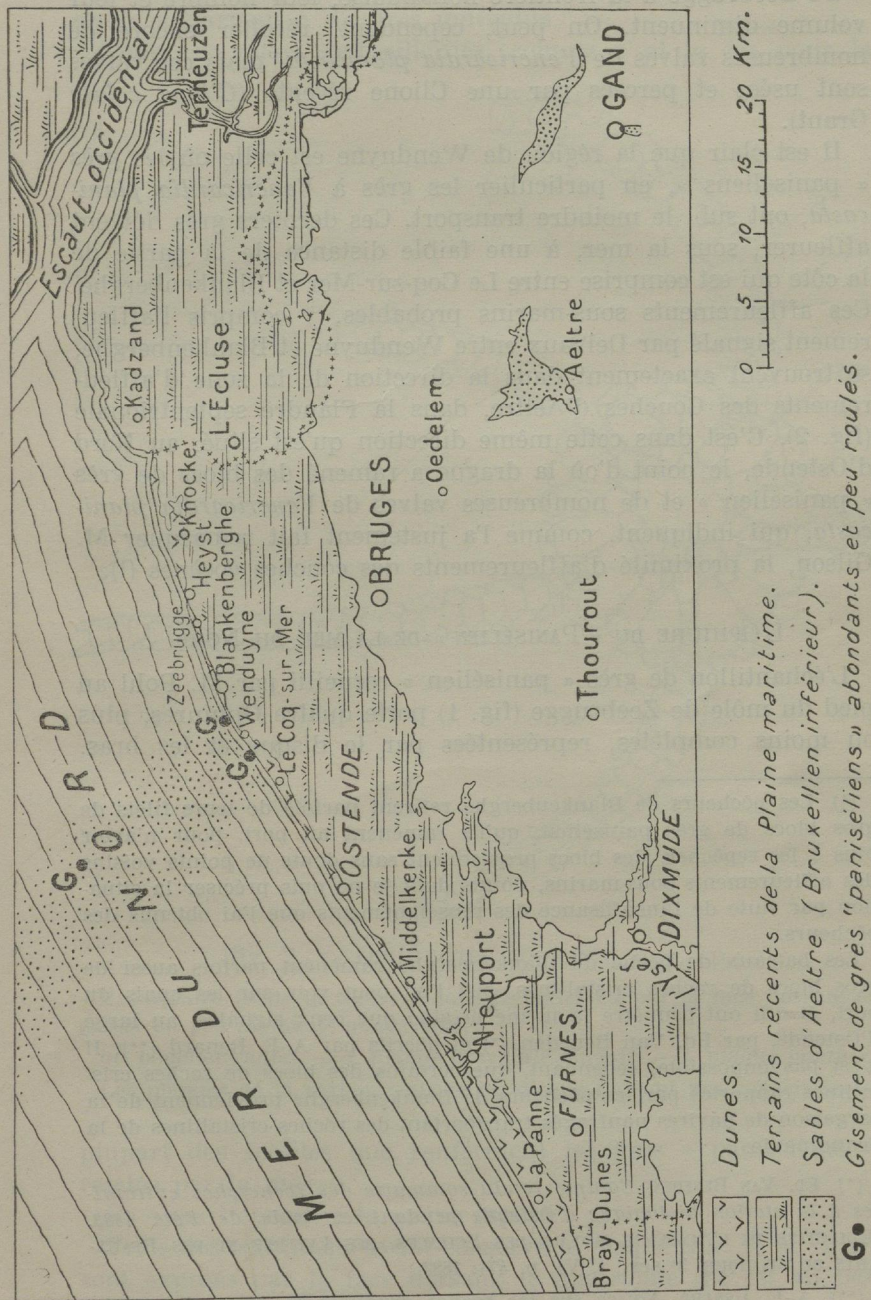 MER DU NORD
Escaut occidental
Terneuzen
Kadzand
L'Écluse
Knocke
Heyst
Zeebrugge
Blankenberghe
G.
Wenduyne
G.
G.
Le Coq-sur-Mer
OSTENDE
Middelkerke
Nieuport
La Panne
FURNES
Bray-Dunes
Yser
DIXMUDE
BRUGES
Oedelem
Thourout
Aeltre
GAND
0 5 10 15 20 Km.
Dunes.
Terrains récents de la Plaine maritime.
Sables d'Aeltre (Bruxellien inférieur).
G. Gisement de grès "paniséliens" abondants et peu roulés.